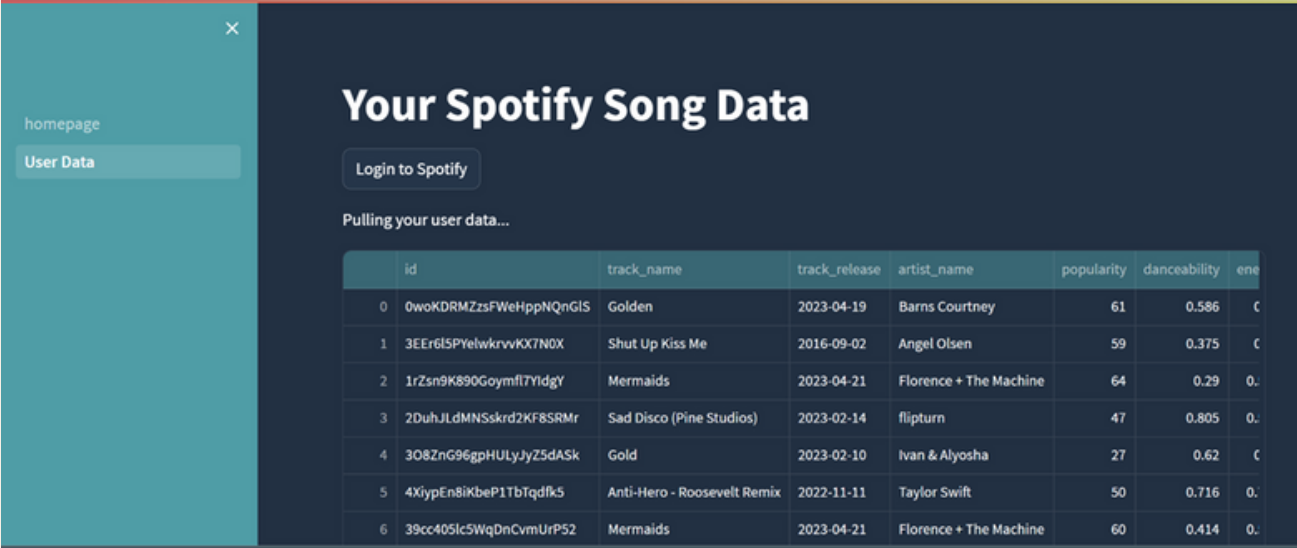 ×
homepage
User Data
Your Spotify Song Data
Login to Spotify
Pulling your user data...
id track_name track_release artist_name popularity danceability ene
0 0woKDRMZzsFWeHppNQnGlS Golden 2023-04-19 Barns Courtney 61 0.586
1 3EEr6l5PYelwkrvvKX7N0X Shut Up Kiss Me 2016-09-02 Angel Olsen 59 0.375
2 1rZsn9K890Goymfl7YIdgY Mermaids 2023-04-21 Florence + The Machine 64 0.29 0.
3 2DuhJLdMNSskrd2KF8SRMr Sad Disco (Pine Studios) 2023-02-14 flipturn 47 0.805 0.
4 3O8ZnG96gpHULyJyZ5dASk Gold 2023-02-10 Ivan & Alyosha 27 0.62
5 4XiypEn8iKbeP1TbTqdfk5 Anti-Hero - Roosevelt Remix 2022-11-11 Taylor Swift 50 0.716 0.
6 39cc405lc5WqDnCvmUrP52 Mermaids 2023-04-21 Florence + The Machine 60 0.414 0.